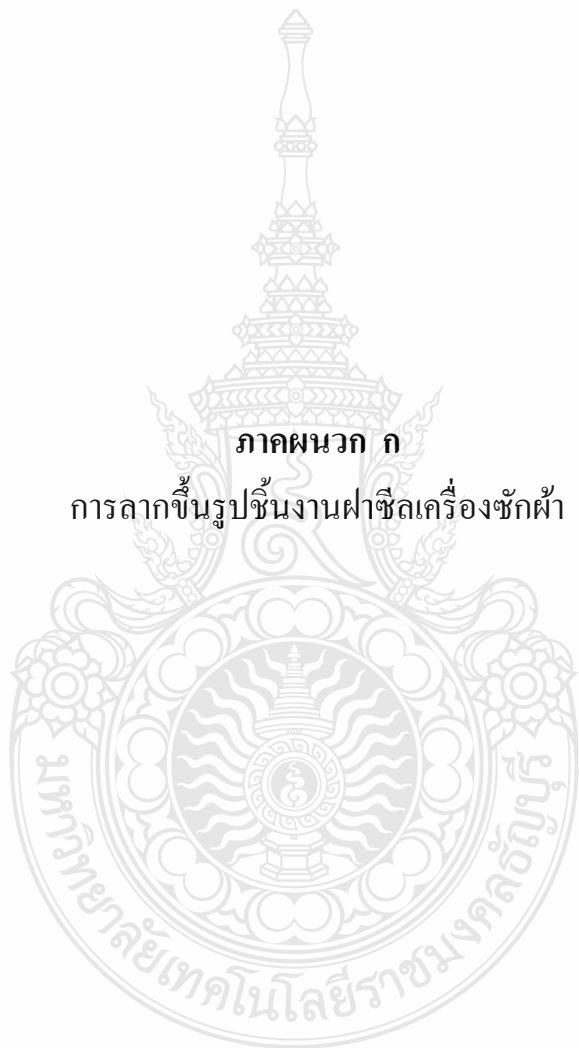 ภาคผนวก ก
การลากขึ้นรูปชิ้นงานฝาซีลเครื่องซักผ้า
มหาวิทยาลัยเทคโนโลยีราชมงคลธัญบุรี